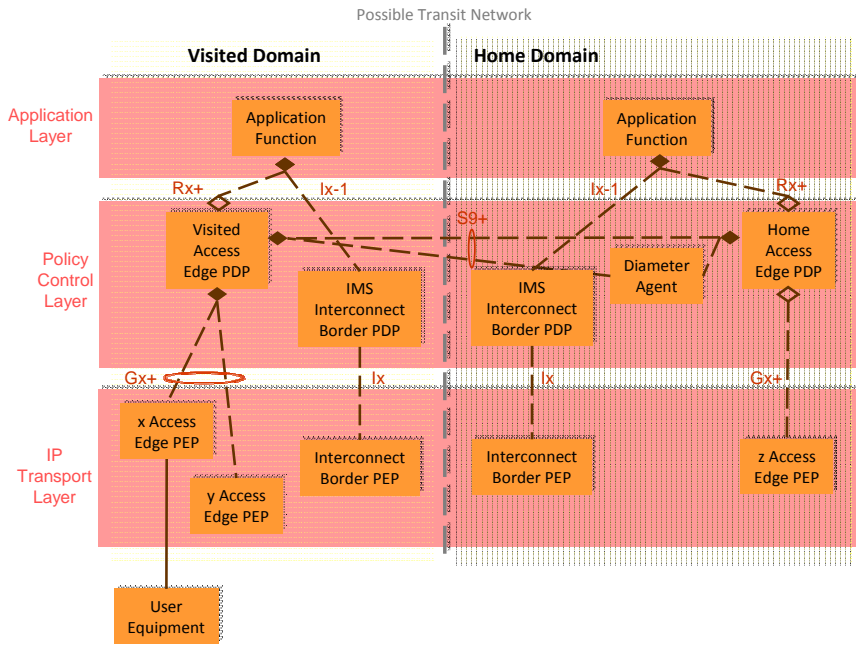 Possible Transit Network
Visited Domain
Home Domain
Application
Layer
Application
Function
Application
Function
Rx+
Ix-1
Ix-1
Rx+
S9+
Policy
Control
Layer
Visited
Access
Edge PDP
IMS
Interconnect
Border PDP
IMS
Interconnect
Border PDP
Diameter
Agent
Home
Access
Edge PDP
Gx+
Ix
Ix
Gx+
IP
Transport
Layer
x Access
Edge PEP
y Access
Edge PEP
Interconnect
Border PEP
Interconnect
Border PEP
z Access
Edge PEP
User
Equipment